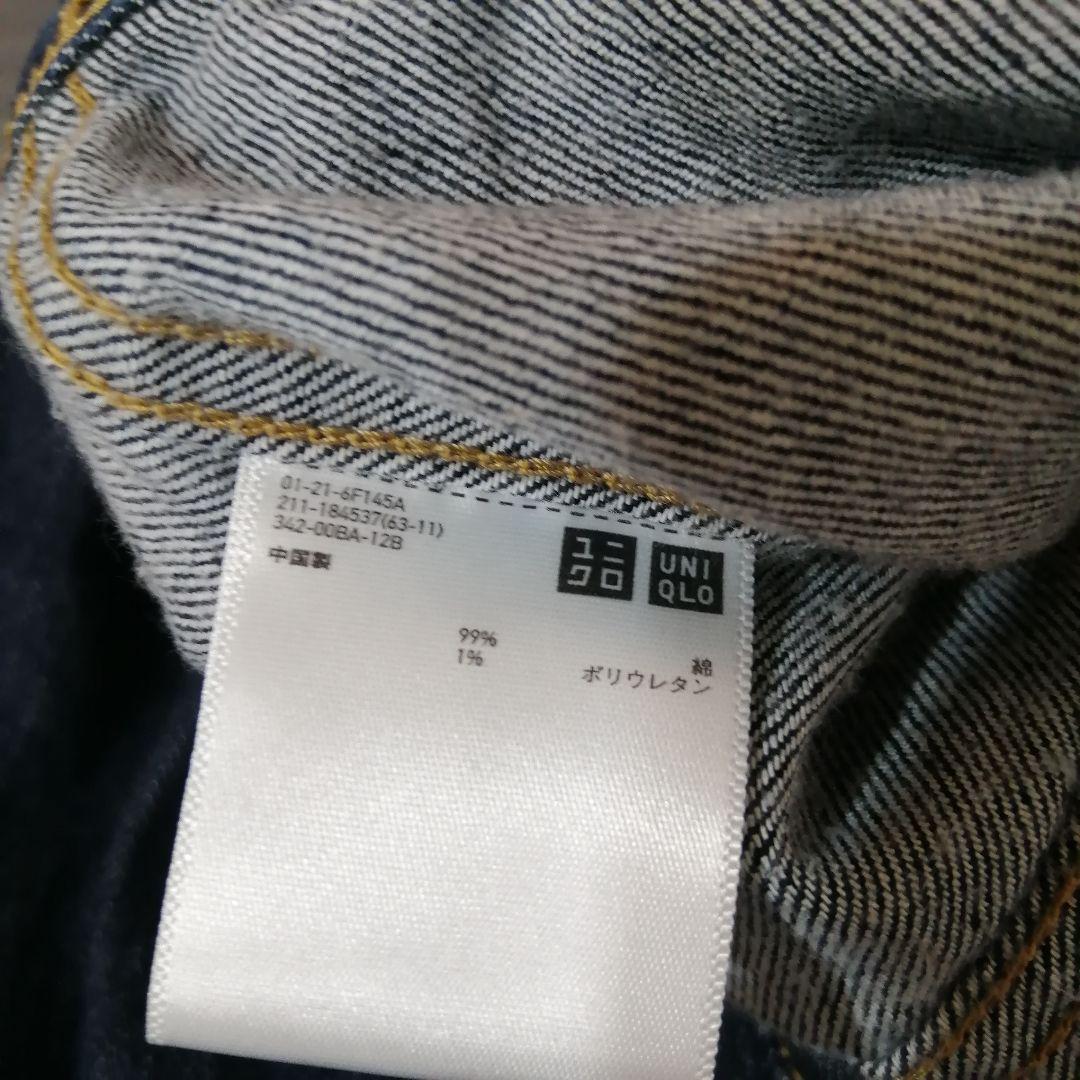 01-21-6F145A
211-184537(63-11)
342-00BA-12B
中国製
ユニ
クロ
UNI
QLO
99% 綿
1% ポリウレタン